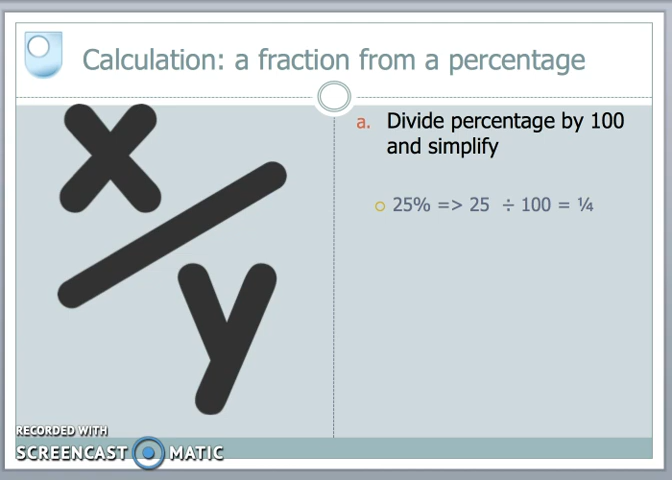 Calculation: a fraction from a percentage
x
/
y
a. Divide percentage by 100
and simplify
25% => 25 ÷ 100 = ¼
RECORDED WITH
SCREENCAST MATIC